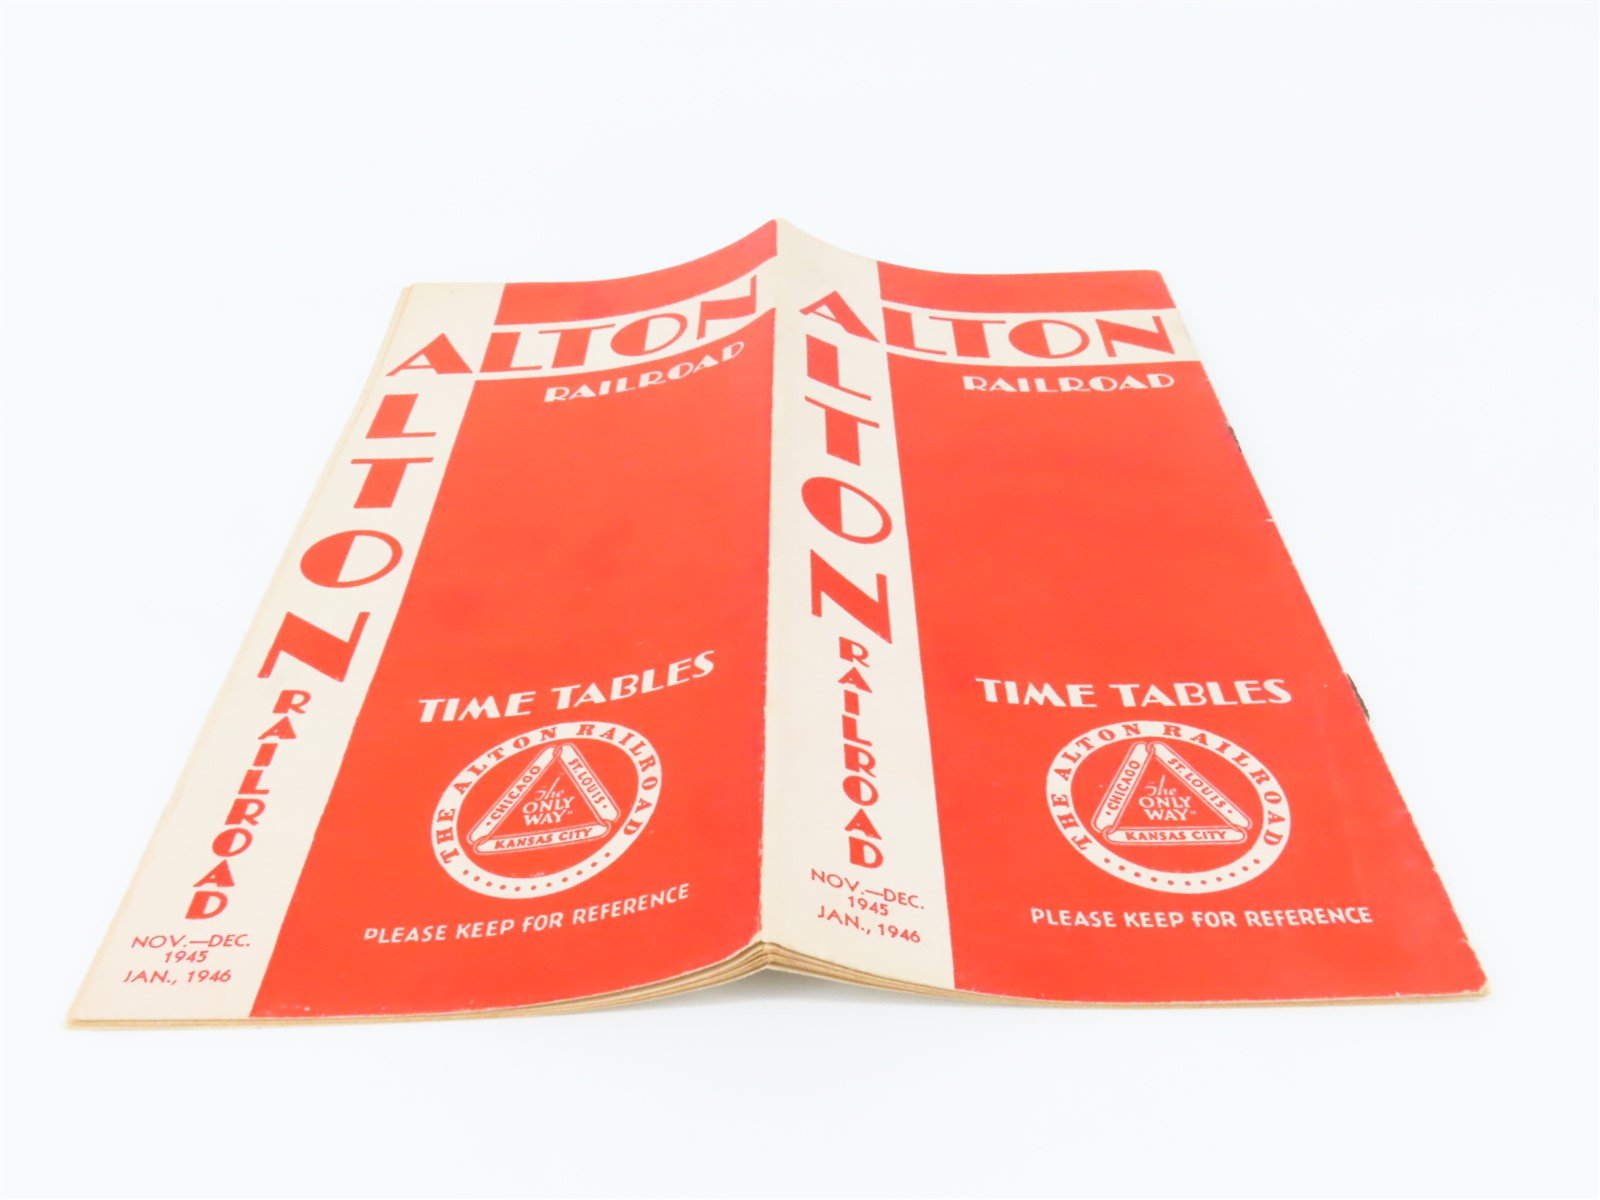 ALTON
RAILROAD
ALTON
RAILROAD
TIME TABLES
THE ALTON RAILROAD
CHICAGO
ST. LOUIS
KANSAS CITY
"The
ONLY
WAY"
PLEASE KEEP FOR REFERENCE
NOV.—DEC.
1945
JAN., 1946
ALTON
RAILROAD
ALTON
RAILROAD
TIME TABLES
THE ALTON RAILROAD
CHICAGO
ST. LOUIS
KANSAS CITY
"The
ONLY
WAY"
PLEASE KEEP FOR REFERENCE
NOV.—DEC.
1945
JAN., 1946